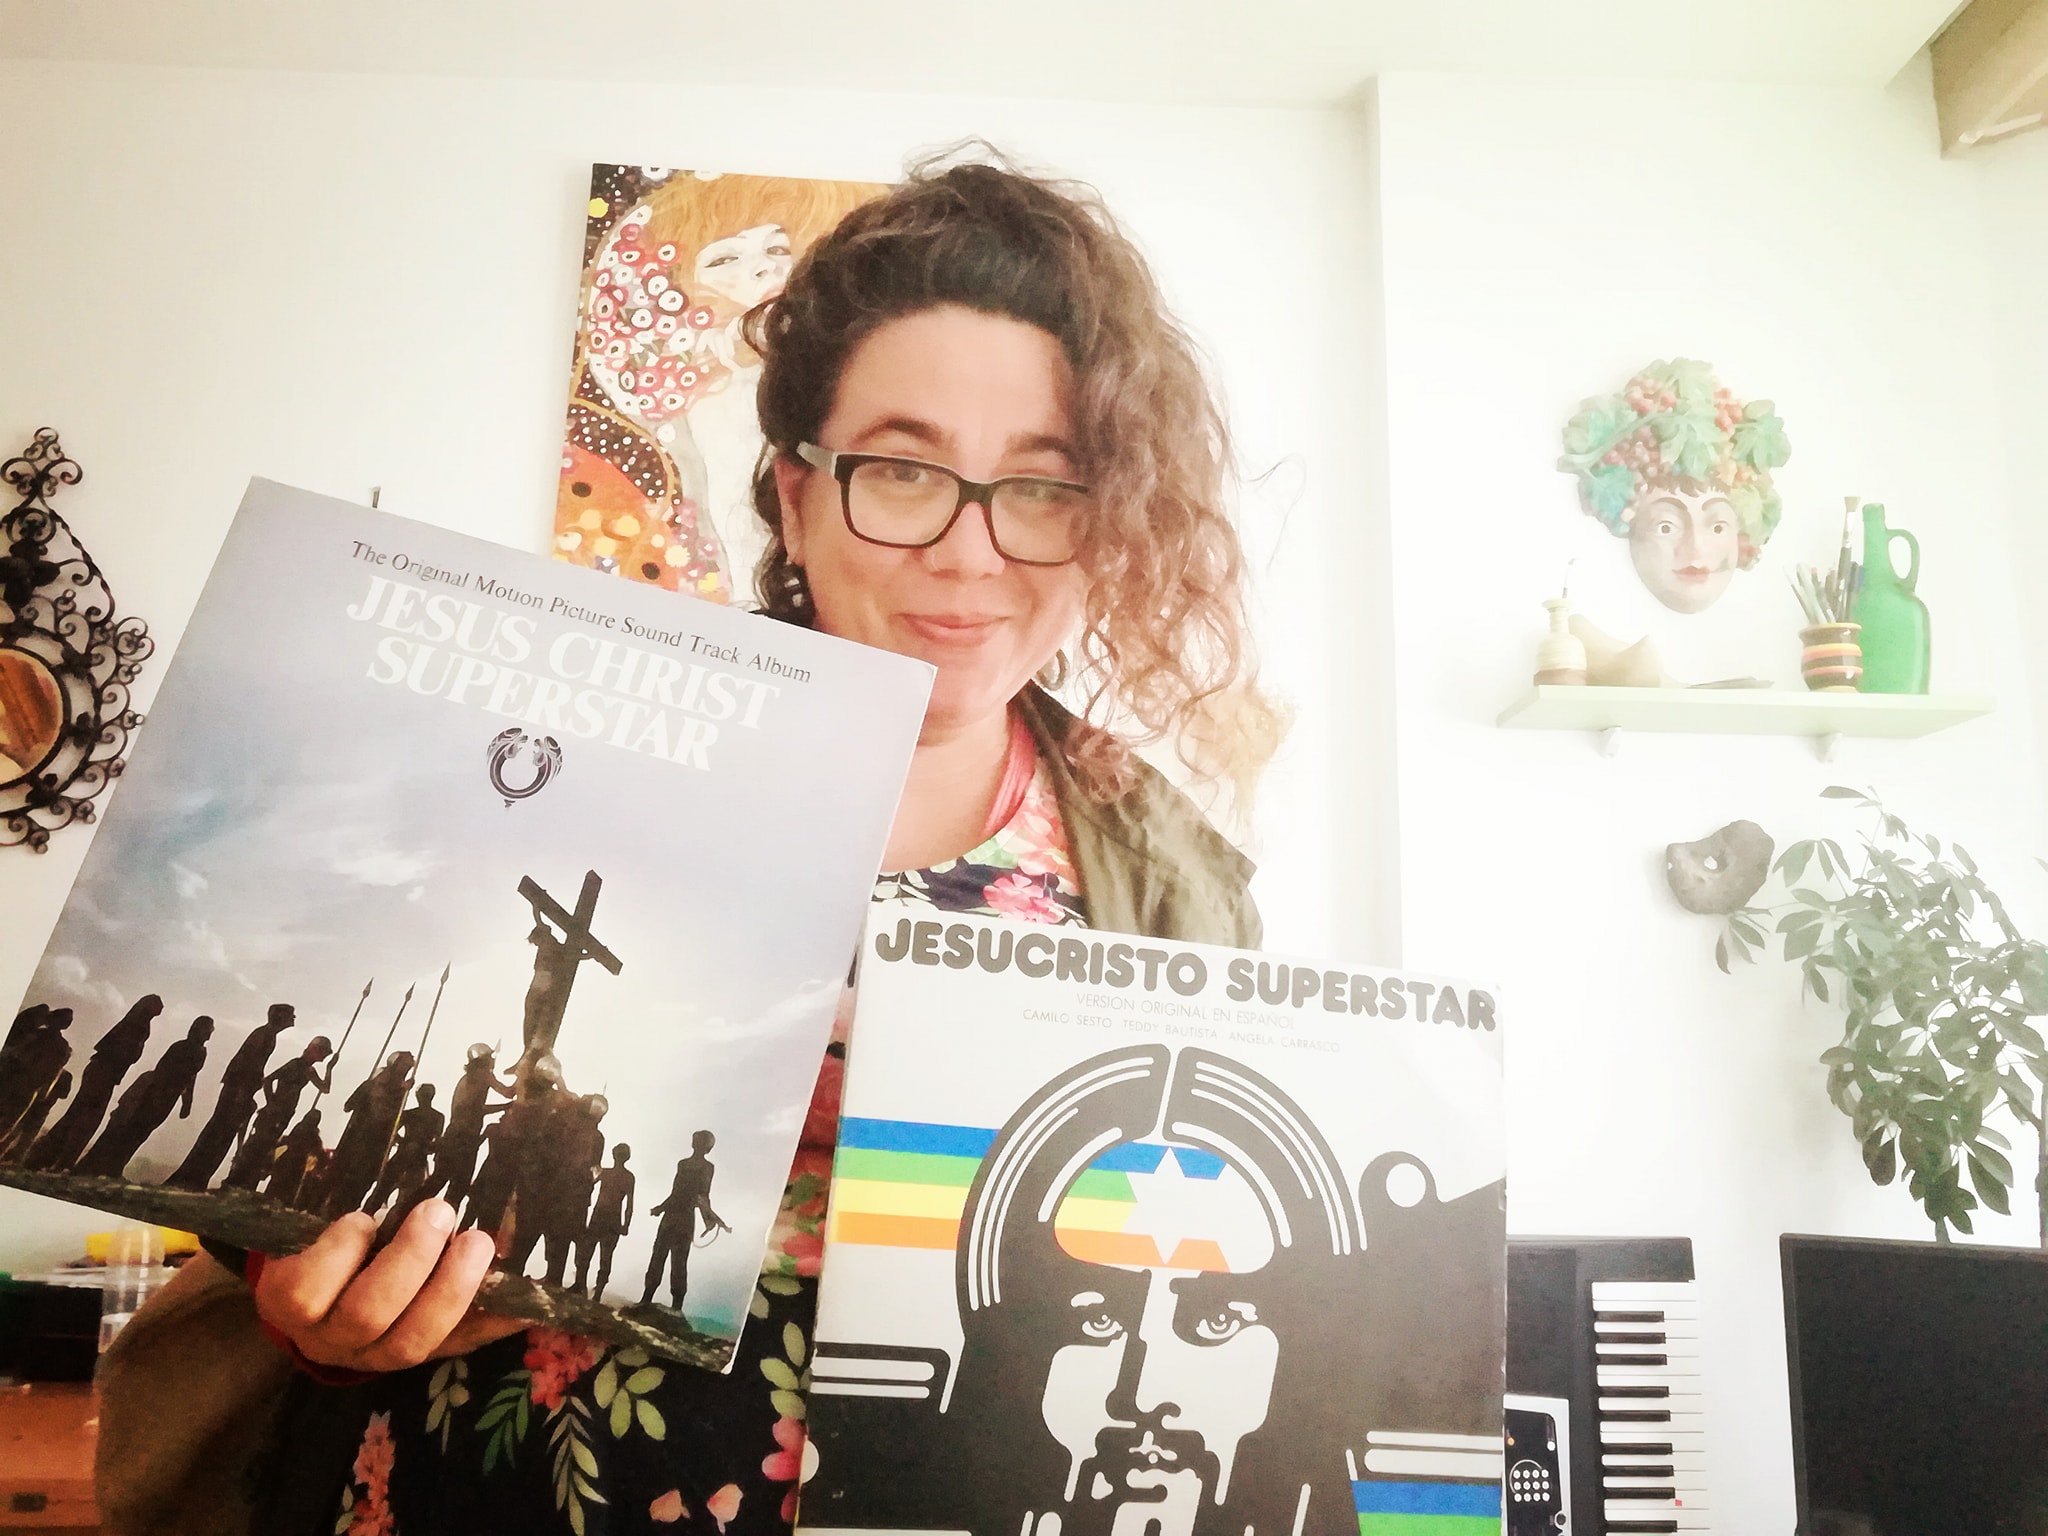 The Original Motion Picture Sound Track Album
JESUS CHRIST
SUPERSTAR
JESUCRISTO SUPERSTAR
VERSION ORIGINAL EN ESPAÑOL
CAMILO SESTO · TEDDY BAUTISTA · ANGELA CARRASCO